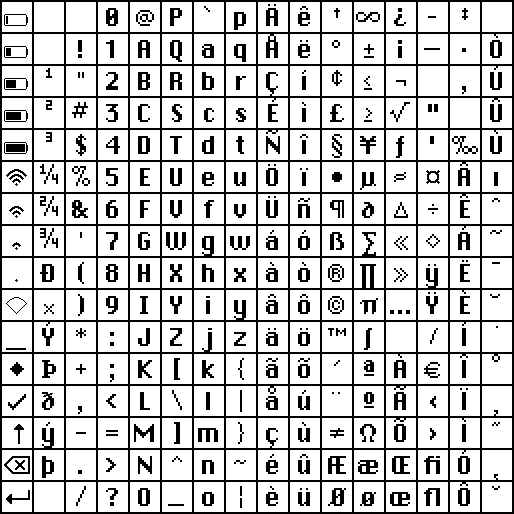 0 @ P ` p Ä ê † ∞ ¿ – ‡
! 1 A Q a q Å ë ° ± ¡ — · Ò
¹ " 2 B R b r Ç í ¢ ≤ ¬ ‚ Ú
² # 3 C S c s É ì £ ≥ √ " Û
³ $ 4 D T d t Ñ î § ¥ ƒ ' ‰ Ù
¼ % 5 E U e u Ö ï • µ ≈ ¤ Â ı
2/4 & 6 F V f v Ü ñ ¶ ∂ ∆ ÷ Ê ˆ
¾ ' 7 G W g w á ó ß ∑ « ◊ Á ˜
. Ð ( 8 H X h x à ò ® ∏ » ÿ Ë ¯
× ) 9 I Y i y â ô © π … Ÿ È ˘
_ Ý * : J Z j z ä ö ™ ∫ / Í ˙
◆ Þ + ; K [ k { ã õ ´ ª À € Î ˚
✓ ð , < L \ l | å ú ¨ º Ã ‹ Ï ¸
↑ ý - = M ] m } ç ù ≠ Ω Õ › Ì ˝
⌫ þ . > N ^ n ~ é û Æ æ Œ ﬁ Ó ˛
↵ / ? O _ o ¦ è ü Ø ø œ ﬂ Ô ˇ